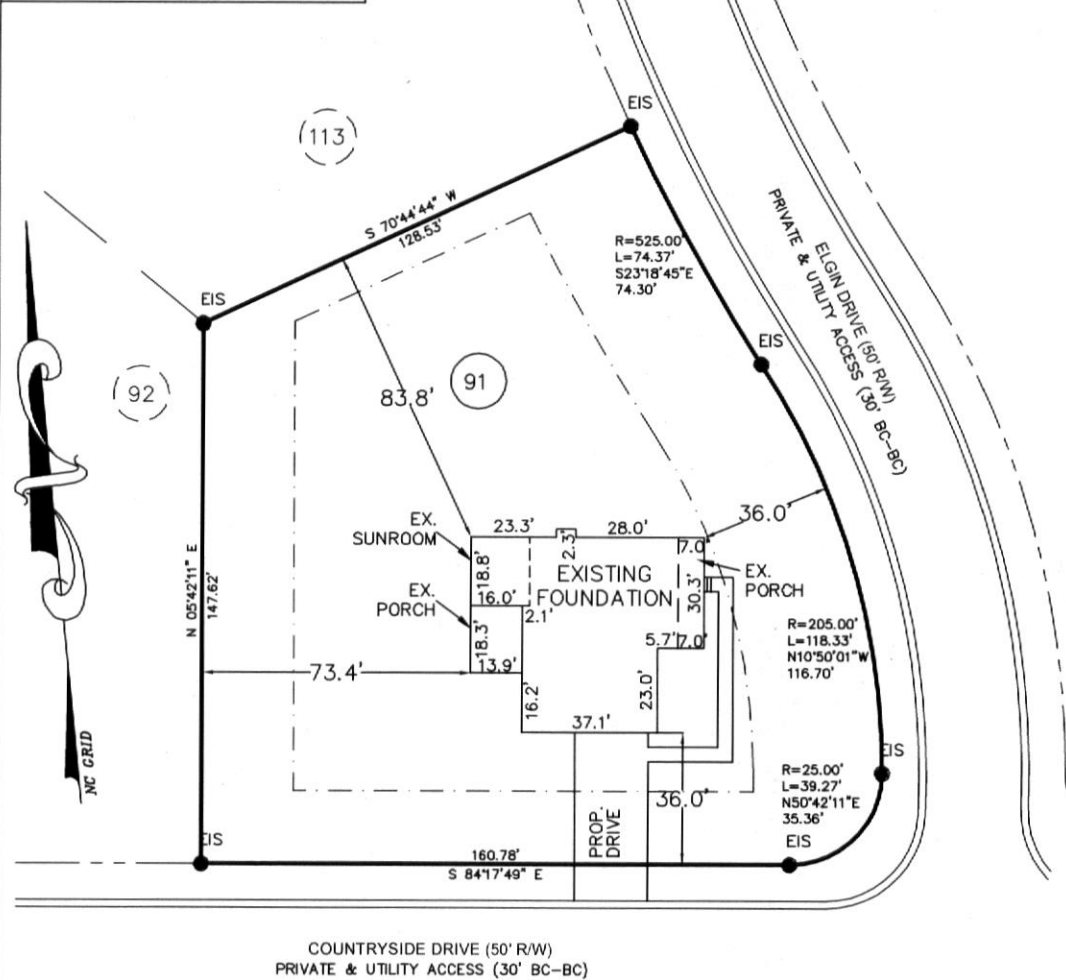 EIS
113
S 70°44'44" W
128.53'
R=525.00'
L=74.37'
S23°18'45"E
74.30'
ELGIN DRIVE (50' R/W)
PRIVATE & UTILITY ACCESS (30' BC-BC)
EIS
EIS
92
91
83.8'
N 05°42'11" E
147.62'
36.0'
EX.
SUNROOM
23.3'
2.3'
28.0'
7.0
18.8'
EXISTING
FOUNDATION
30.3'
EX.
PORCH
EX.
PORCH
16.0'
2.1'
18.3'
13.9'
5.7'
7.0'
73.4'
16.2'
23.0'
37.1'
R=205.00'
L=118.33'
N10°50'01"W
116.70'
NC GRID
EIS
R=25.00'
L=39.27'
N50°42'11"E
35.36'
36.0'
PROP.
DRIVE
EIS
EIS
160.78'
S 84°17'49" E
COUNTRYSIDE DRIVE (50' R/W)
PRIVATE & UTILITY ACCESS (30' BC-BC)